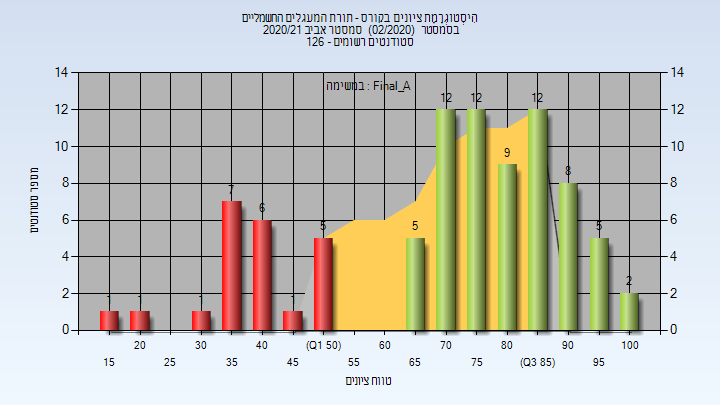 היסטוגרמת ציונים בקורס - תורת המעגלים החשמליים
בסמסטר (02/2020) סמסטר אביב 2020/21
סטודנטים רשומים - 126
במשימה : Final_A
מספר סטודנטים
14 12 10 8 6 4 2 0
14 12 10 8 6 4 2 0
1 1 1 7 6 1 5 5 12 12 9 12 8 5 2
20 30 40 (Q1 50) 60 70 80 90 100
15 25 35 45 55 65 75 (Q3 85) 95
טווח ציונים